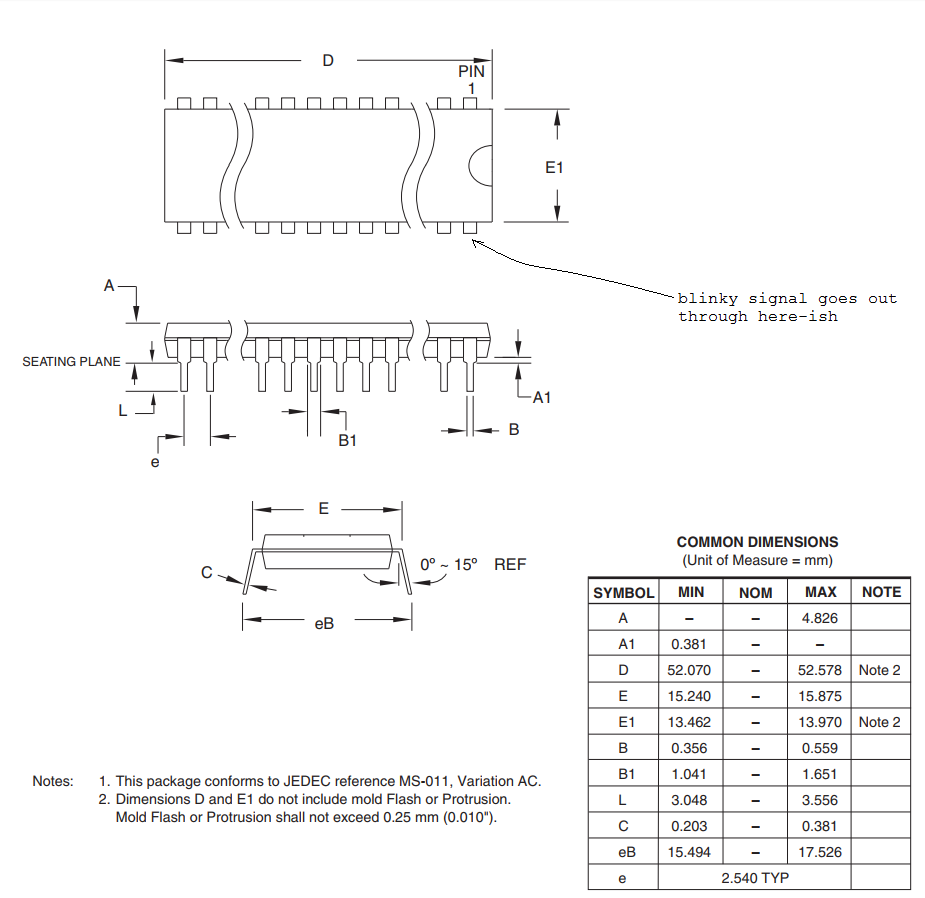 D
PIN
1
E1
blinky signal goes out
through here-ish
A
SEATING PLANE
L
A1
B1
B
e
E
C
0º ~ 15º REF
eB
COMMON DIMENSIONS
(Unit of Measure = mm)
SYMBOL MIN NOM MAX NOTE
A – – 4.826
A1 0.381 – –
D 52.070 – 52.578 Note 2
E 15.240 – 15.875
E1 13.462 – 13.970 Note 2
B 0.356 – 0.559
B1 1.041 – 1.651
L 3.048 – 3.556
C 0.203 – 0.381
eB 15.494 – 17.526
e 2.540 TYP
Notes: 1. This package conforms to JEDEC reference MS-011, Variation AC.
2. Dimensions D and E1 do not include mold Flash or Protrusion.
Mold Flash or Protrusion shall not exceed 0.25 mm (0.010").